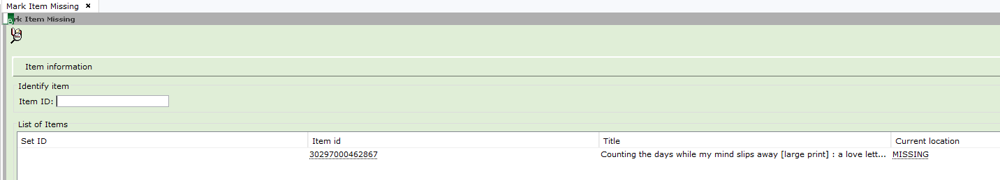 Mark Item Missing ×
rk Item Missing
Item information
Identify item
Item ID:
List of Items
Set ID Item id Title Current location
30297000462867 Counting the days while my mind slips away [large print] : a love lett... MISSING